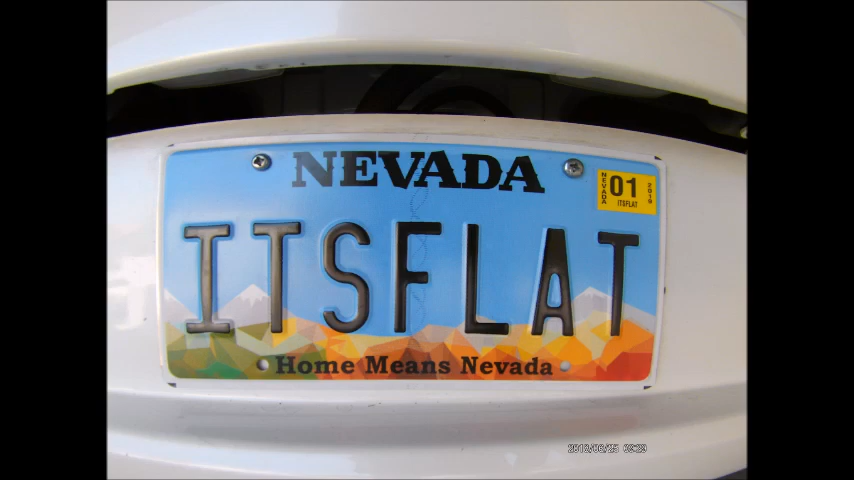 NEVADA
NEVADA 01 2019
ITSFLAT
ITSFLAT
Home Means Nevada